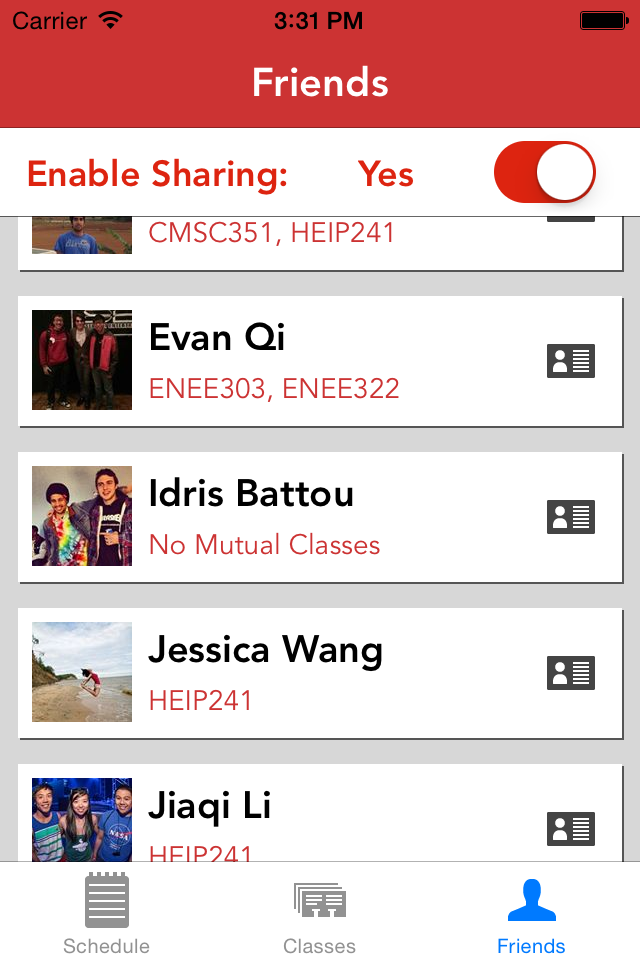 Carrier 3:31 PM
Friends
Enable Sharing: Yes
CMSC351, HEIP241
Evan Qi
ENEE303, ENEE322
Idris Battou
No Mutual Classes
Jessica Wang
HEIP241
Jiaqi Li
HEIP241
Schedule Classes Friends